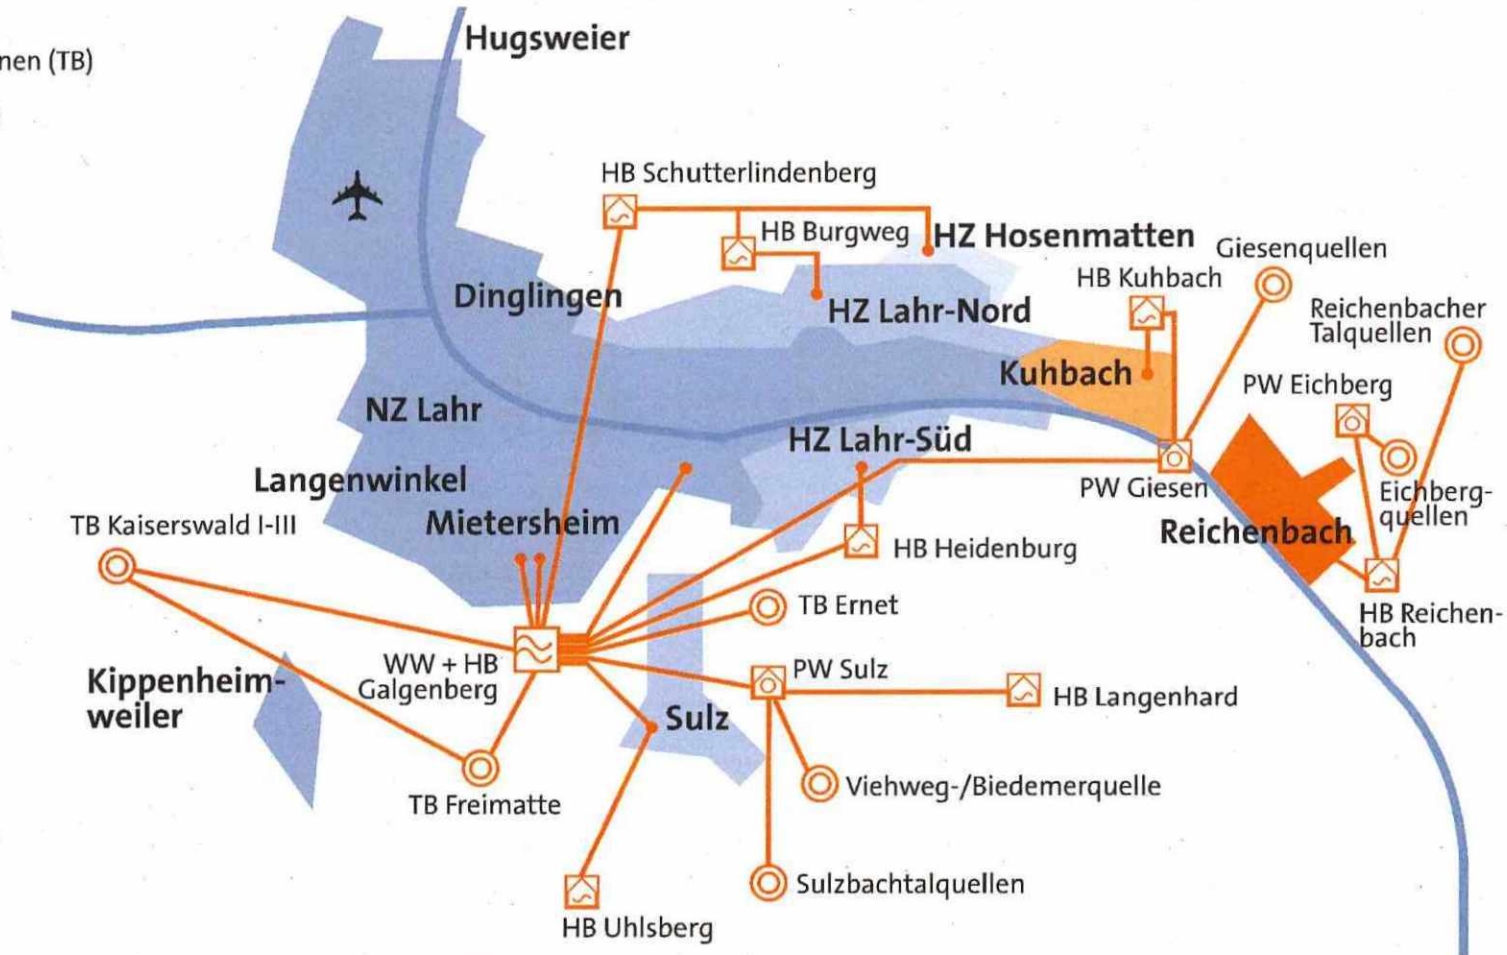 Hugsweier
nen (TB)
HB Schutterlindenberg
HB Burgweg
HZ Hosenmatten
Giesenquellen
HB Kuhbach
Dinglingen
HZ Lahr-Nord
Reichenbacher
Talquellen
Kuhbach
PW Eichberg
NZ Lahr
HZ Lahr-Süd
Langenwinkel
PW Giesen
Eichberg-
quellen
TB Kaiserswald I-III
Mietersheim
Reichenbach
HB Heidenburg
TB Ernet
HB Reichen-
bach
WW + HB
Galgenberg
PW Sulz
Kippenheim-
weiler
HB Langenhard
Sulz
TB Freimatte
Viehweg-/Biedemerquelle
Sulzbachtalquellen
HB Uhlsberg